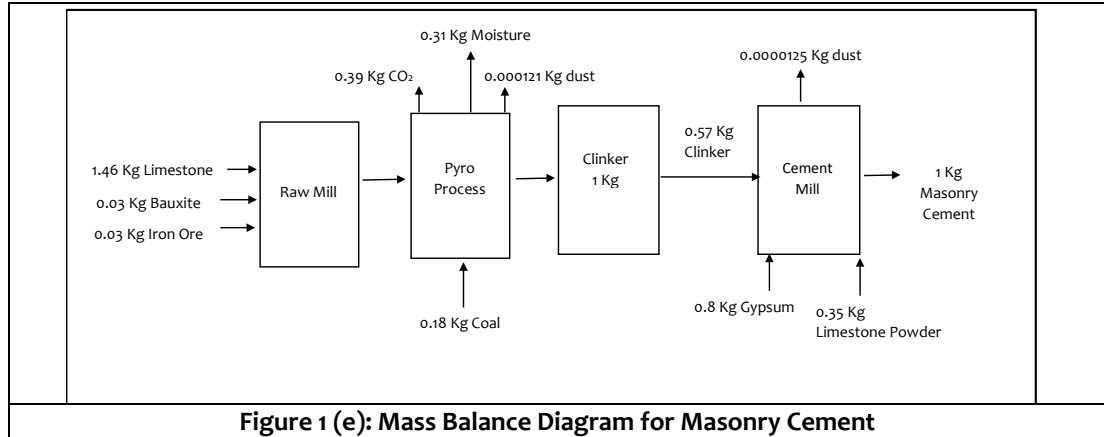 0.31 Kg Moisture
0.39 Kg CO₂
0.000121 Kg dust
0.0000125 Kg dust
1.46 Kg Limestone
0.03 Kg Bauxite
0.03 Kg Iron Ore
Raw Mill
Pyro
Process
Clinker
1 Kg
0.57 Kg
Clinker
Cement
Mill
1 Kg
Masonry
Cement
0.18 Kg Coal
0.8 Kg Gypsum
0.35 Kg
Limestone Powder
Figure 1 (e): Mass Balance Diagram for Masonry Cement